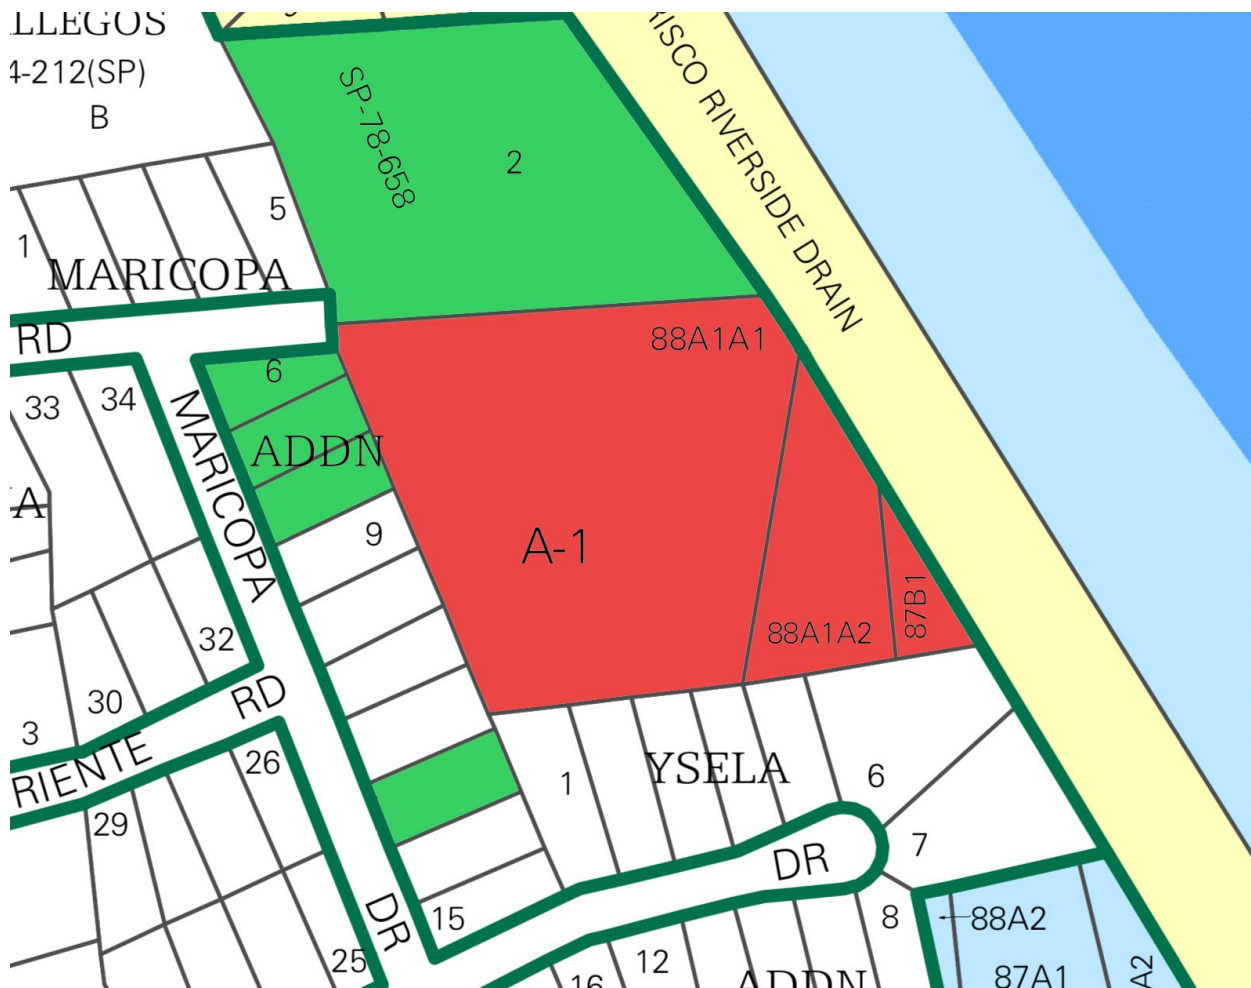 LLEGOS
4-212(SP)
B
SP-78-658
2
RISCO RIVERSIDE DRAIN
5
1
MARICOPA
RD
88A1A1
6
33
34
MARICOPA
ADDN
A
9
A-1
88A1A2
87B1
32
RD
30
3
RIENTE
26
29
1
YSELA
6
7
DR
DR
15
8
88A2
25
12
16
ADDN
87A1
A2